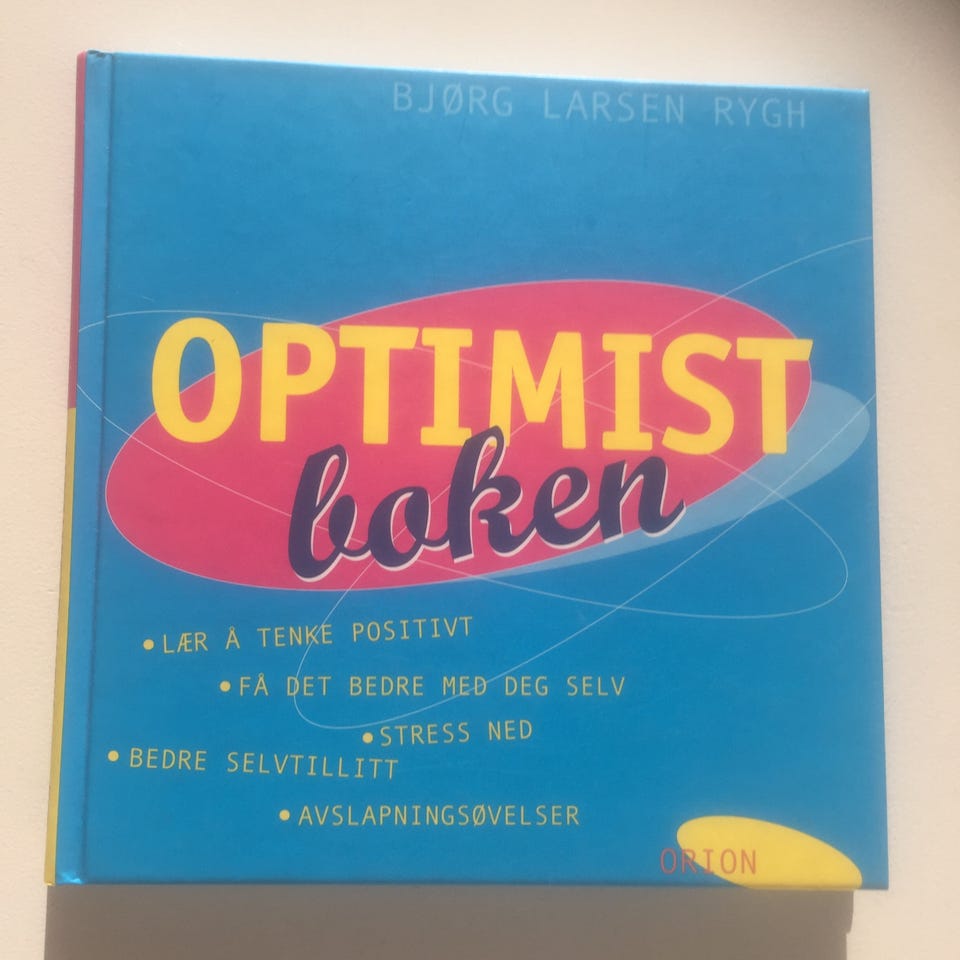 BJØRG LARSEN RYGH
OPTIMIST
boken
•LÆR Å TENKE POSITIVT
•FÅ DET BEDRE MED DEG SELV
•STRESS NED
•BEDRE SELVTILLITT
•AVSLAPNINGSØVELSER
ORION